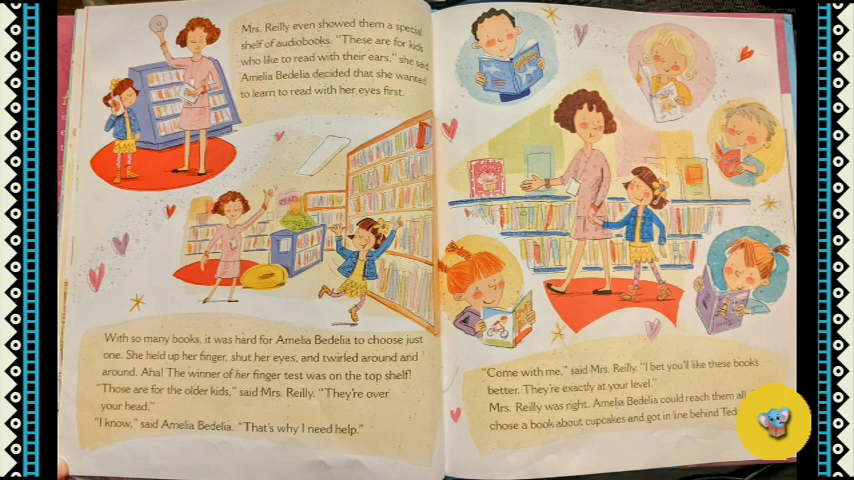 Mrs. Reilly even showed them a special
shelf of audiobooks. "These are for kids
who like to read with their ears," she said
Amelia Bedelia decided that she wanted
to learn to read with her eyes first.
READ
With so many books, it was hard for Amelia Bedelia to choose just
one. She held up her finger, shut her eyes, and twirled around and
around. Aha! The winner of her finger test was on the top shelf!
"Those are for the older kids," said Mrs. Reilly. "They're over
your head."
"I know," said Amelia Bedelia. "That's why I need help."
"Come with me," said Mrs. Reilly. "I bet you'll like these books
better. They're exactly at your level."
Mrs. Reilly was right. Amelia Bedelia could reach them all
chose a book about cupcakes and got in line behind